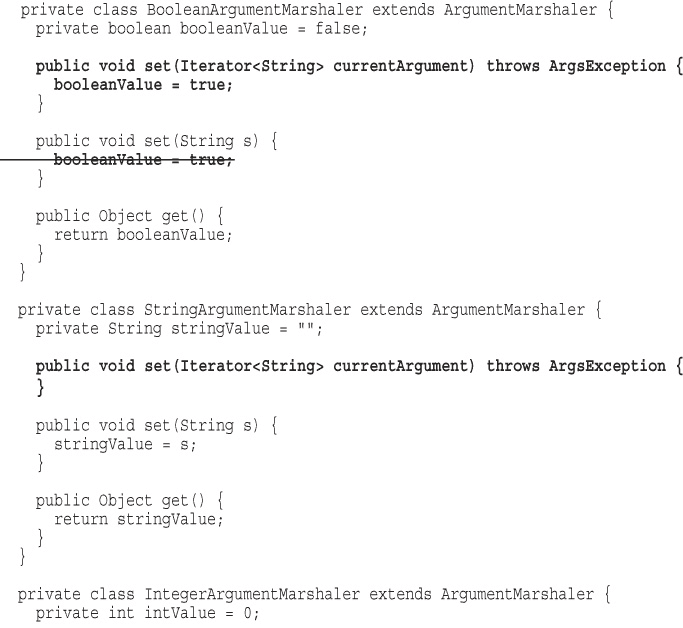 private class BooleanArgumentMarshaler extends ArgumentMarshaler {
  private boolean booleanValue = false;

  public void set(Iterator<String> currentArgument) throws ArgsException {
    booleanValue = true;
  }

  public void set(String s) {
    booleanValue = true;
  }

  public Object get() {
    return booleanValue;
  }
}

private class StringArgumentMarshaler extends ArgumentMarshaler {
  private String stringValue = "";

  public void set(Iterator<String> currentArgument) throws ArgsException {
  }

  public void set(String s) {
    stringValue = s;
  }

  public Object get() {
    return stringValue;
  }
}

private class IntegerArgumentMarshaler extends ArgumentMarshaler {
  private int intValue = 0;